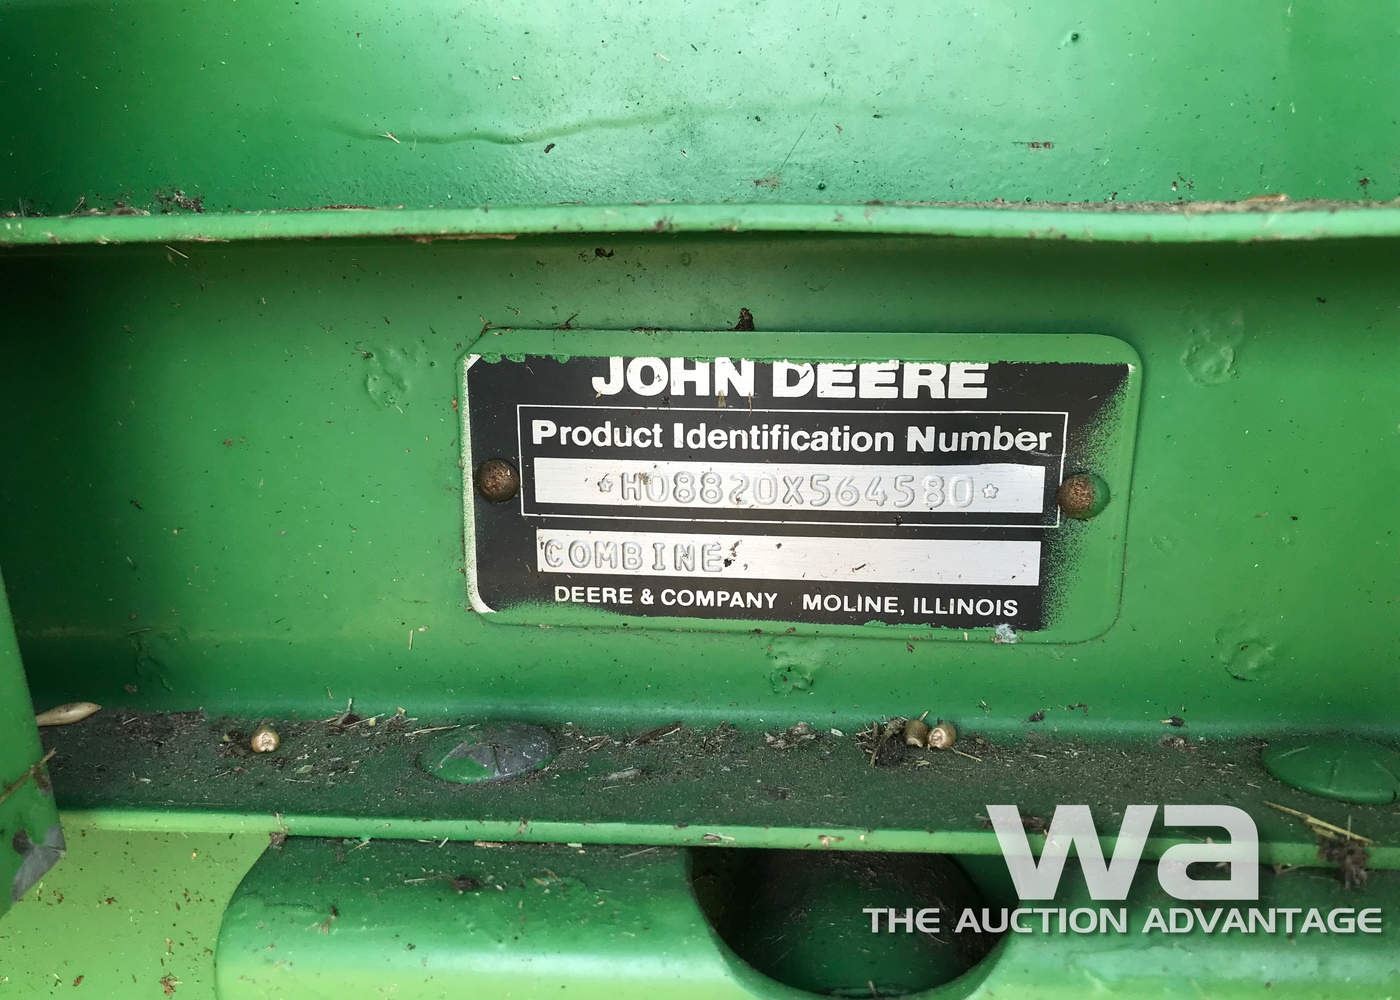 JOHN DEERE
Product Identification Number
*H08820X564580*
COMBINE
DEERE & COMPANY MOLINE, ILLINOIS
wa
THE AUCTION ADVANTAGE